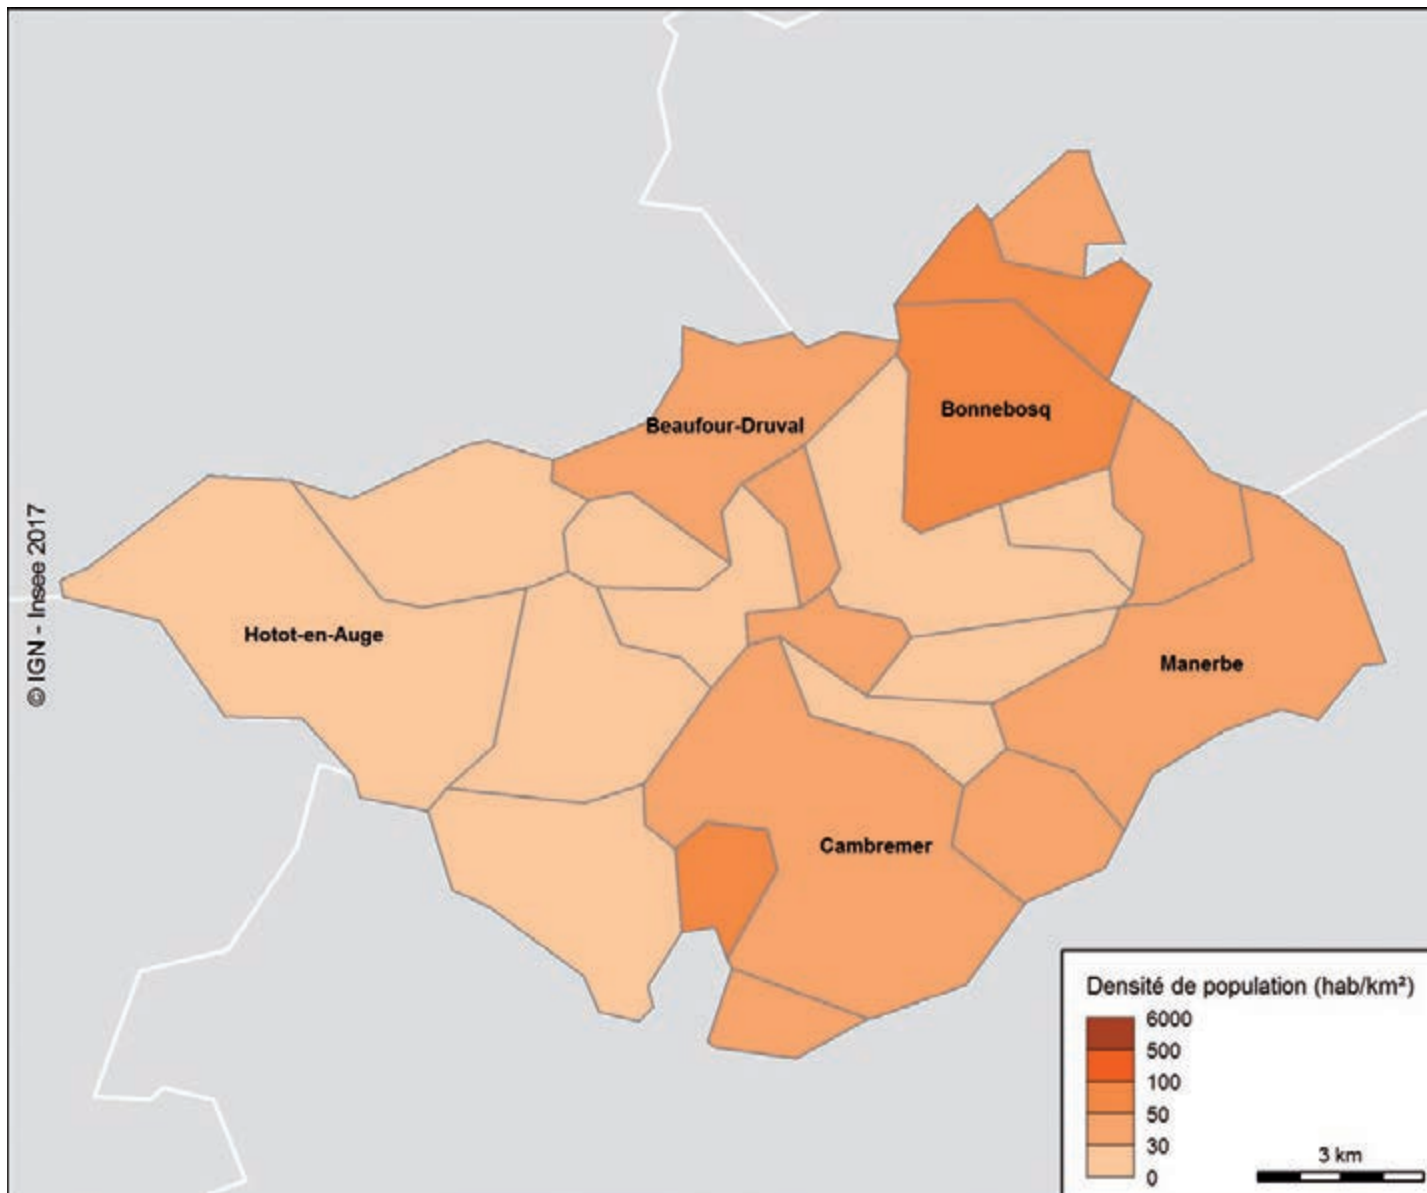 Beaufour-Druval
Bonnebosq
Hotot-en-Auge
Manerbe
Cambremer
© IGN - Insee 2017
Densité de population (hab/km²)
6000
500
100
50
30
0
3 km